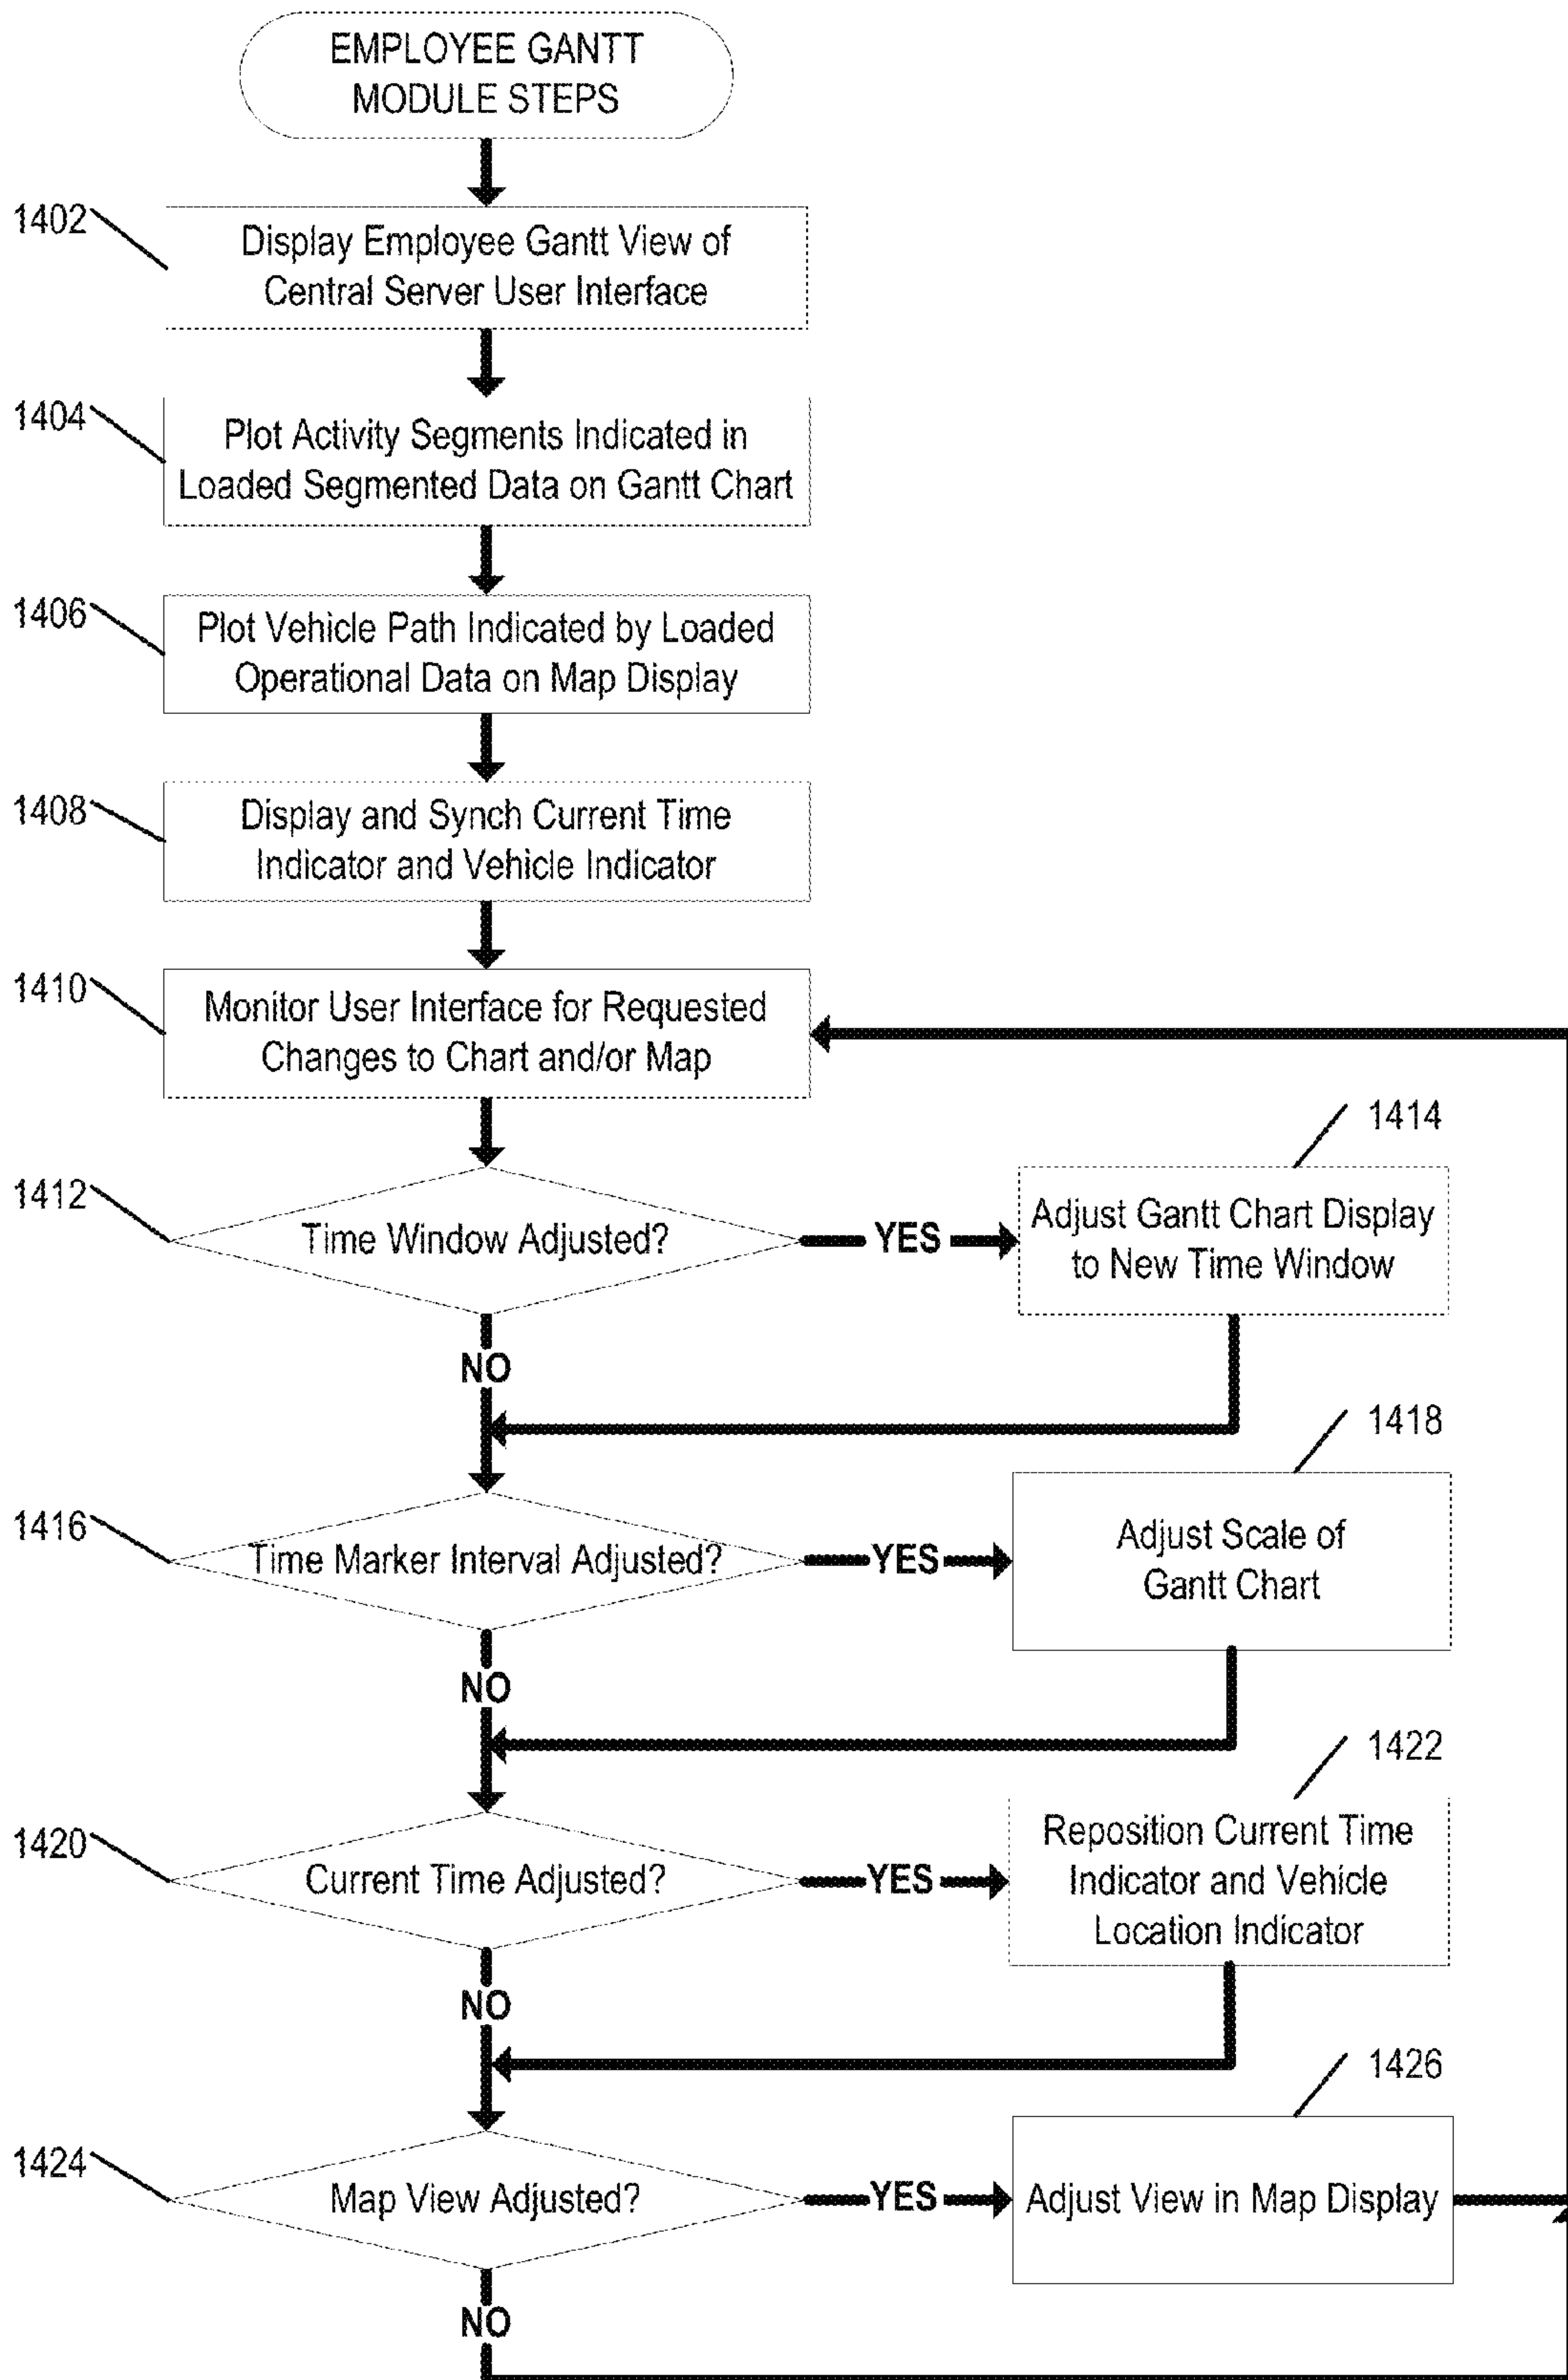 EMPLOYEE GANTT
MODULE STEPS
1402
Display Employee Gantt View of
Central Server User Interface
1404
Plot Activity Segments Indicated in
Loaded Segmented Data on Gantt Chart
1406
Plot Vehicle Path Indicated by Loaded
Operational Data on Map Display
1408
Display and Synch Current Time
Indicator and Vehicle Indicator
1410
Monitor User Interface for Requested
Changes to Chart and/or Map
1412
Time Window Adjusted?
YES
1414
Adjust Gantt Chart Display
to New Time Window
NO
1416
Time Marker Interval Adjusted?
YES
1418
Adjust Scale of
Gantt Chart
NO
1420
Current Time Adjusted?
YES
1422
Reposition Current Time
Indicator and Vehicle
Location Indicator
NO
1424
Map View Adjusted?
YES
1426
Adjust View in Map Display
NO